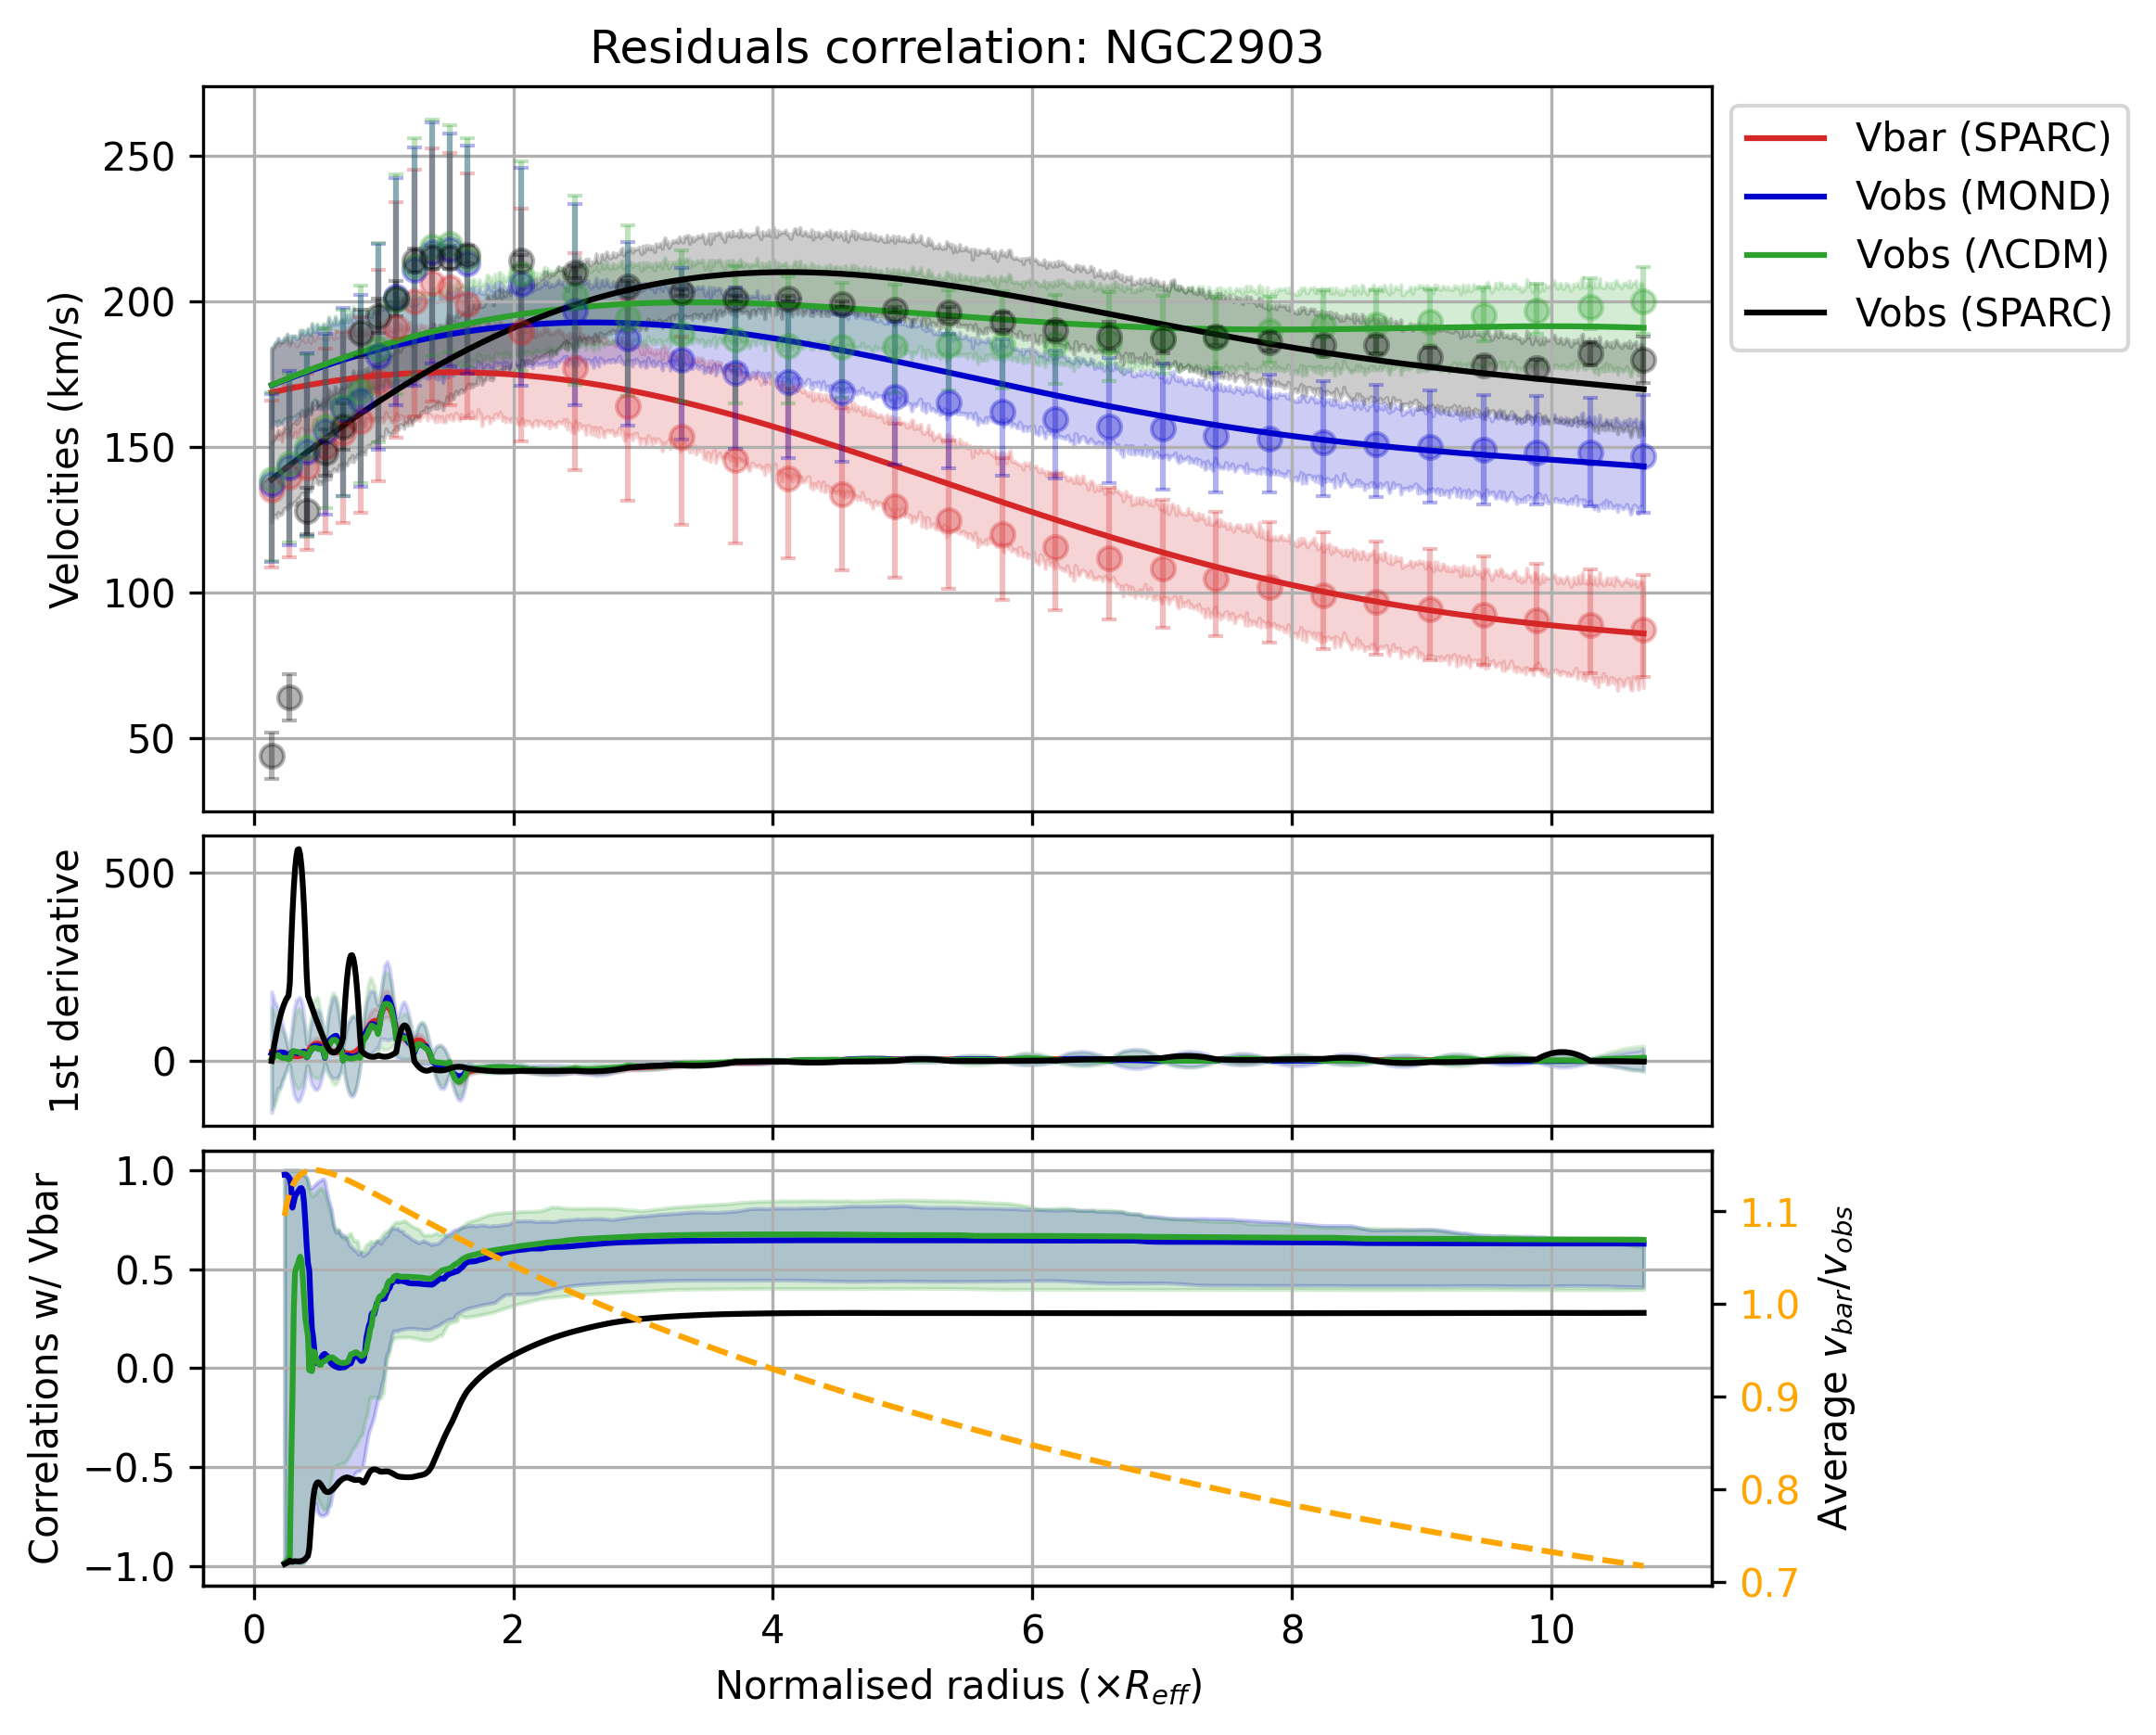 Residuals correlation: NGC2903
Velocities (km/s)
250
200
150
100
50
Vbar (SPARC)
Vobs (MOND)
Vobs (ΛCDM)
Vobs (SPARC)
1st derivative
500
0
Correlations w/ Vbar
1.0
0.5
0.0
−0.5
−1.0
1.1
1.0
0.9
0.8
0.7
Average v_bar/v_obs
0 2 4 6 8 10
Normalised radius (×R_eff)